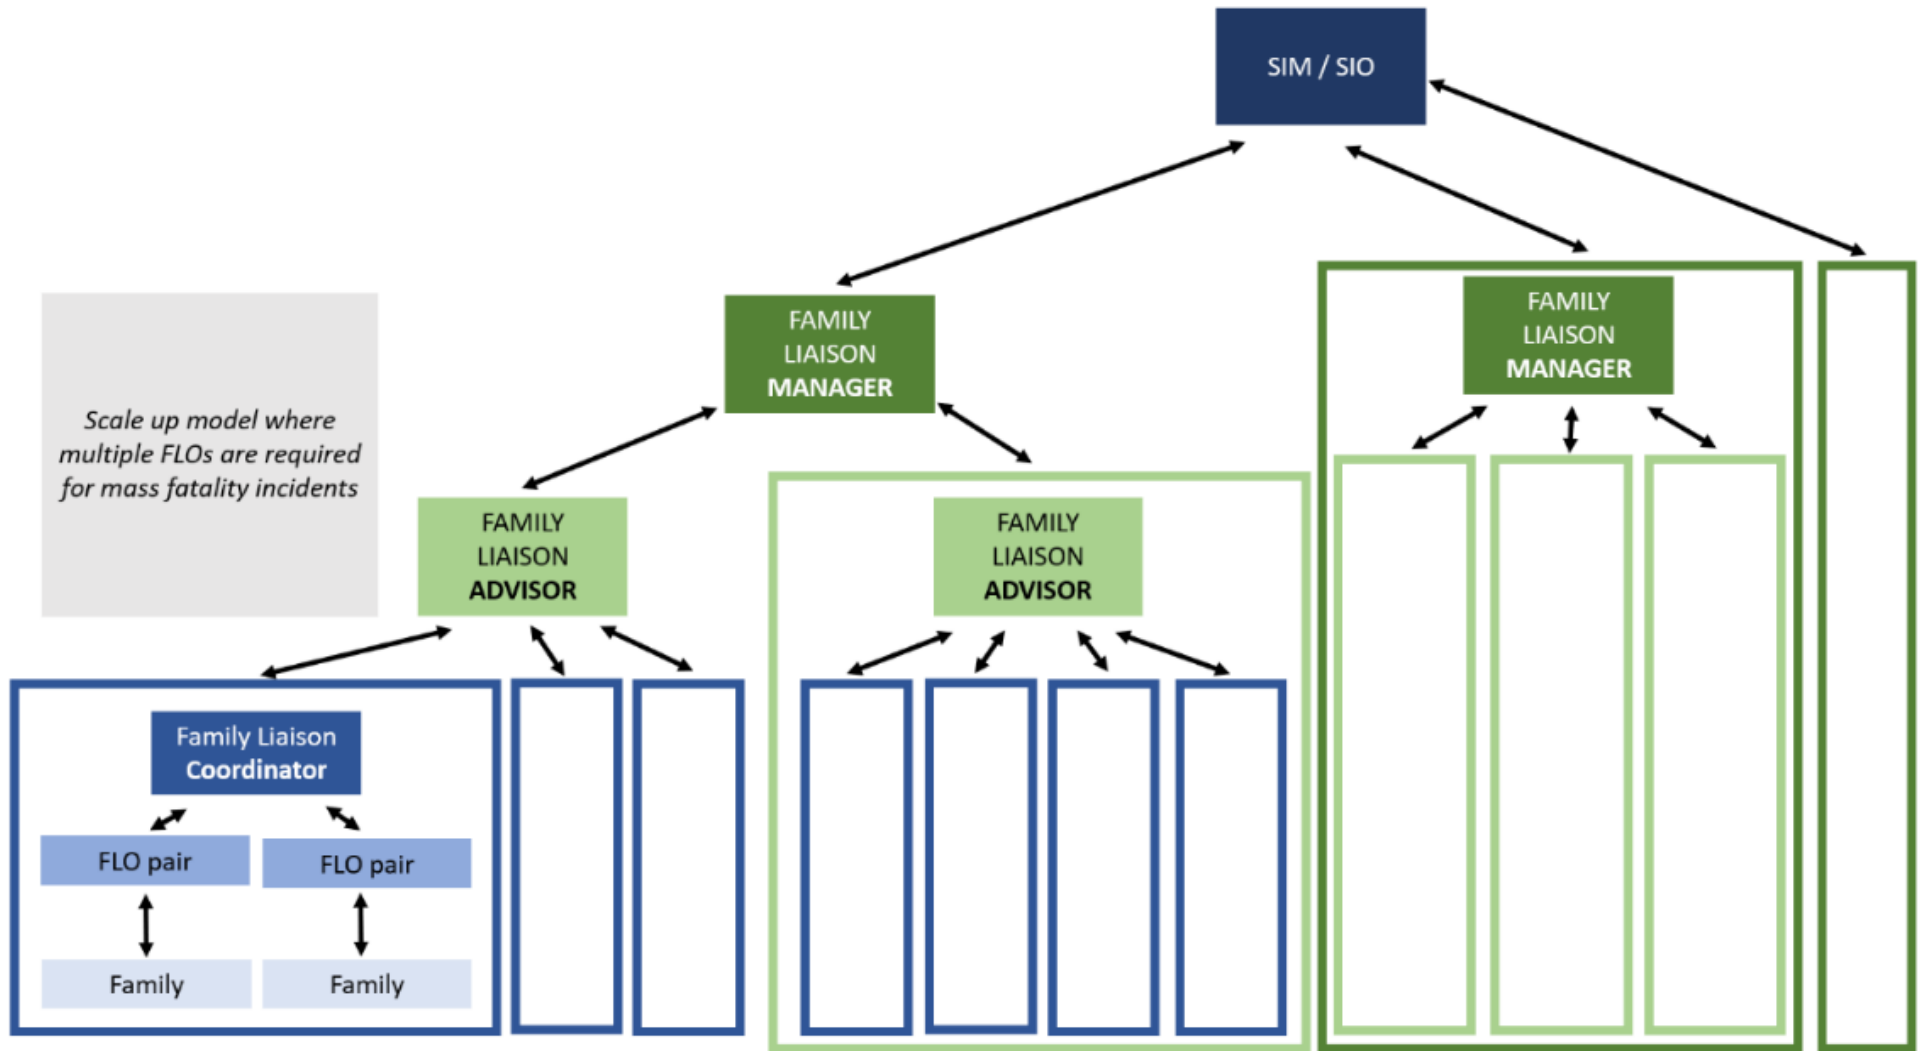 SIM / SIO
FAMILY
LIAISON
MANAGER
FAMILY
LIAISON
MANAGER
Scale up model where
multiple FLOs are required
for mass fatality incidents
FAMILY
LIAISON
ADVISOR
FAMILY
LIAISON
ADVISOR
Family Liaison
Coordinator
FLO pair
FLO pair
Family
Family